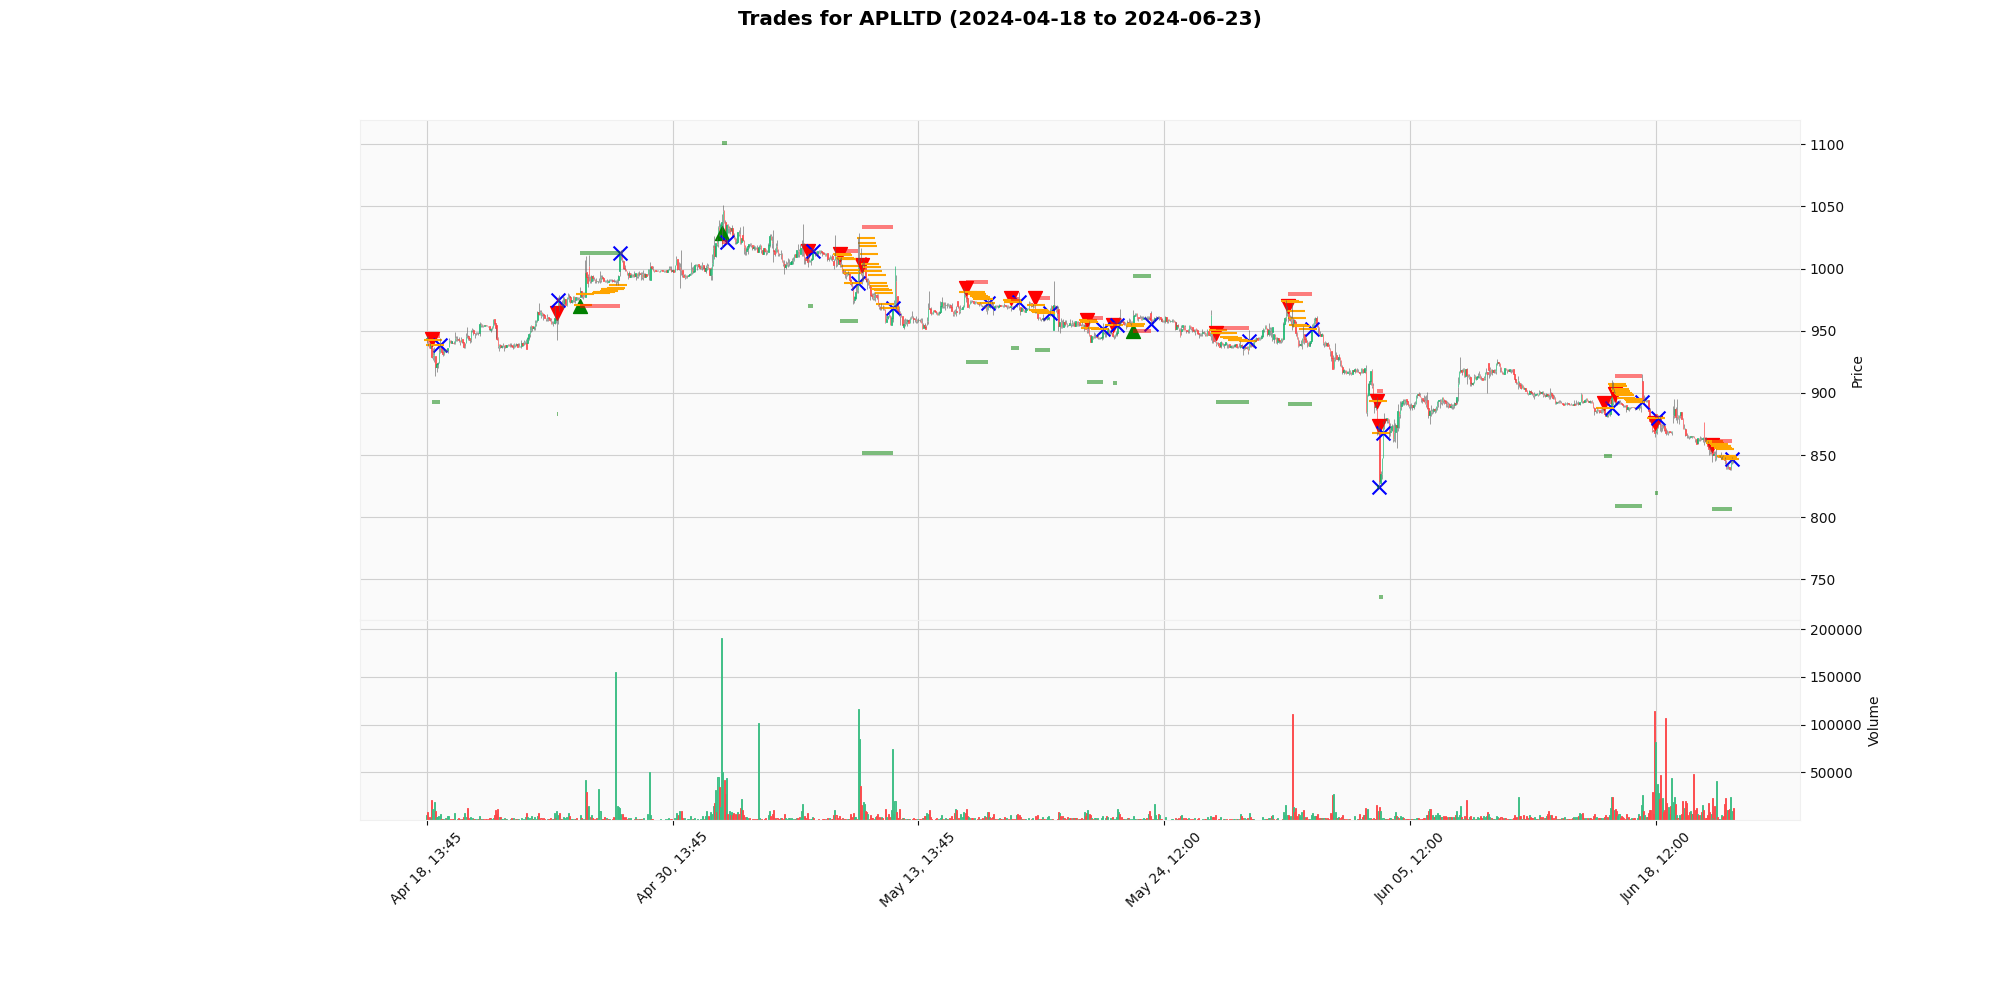 Trades for APLLTD (2024-04-18 to 2024-06-23)
1100
1050
1000
950
900
850
800
750
Price
200000
150000
100000
50000
Volume
Apr 18, 13:45
Apr 30, 13:45
May 13, 13:45
May 24, 12:00
Jun 05, 12:00
Jun 18, 12:00